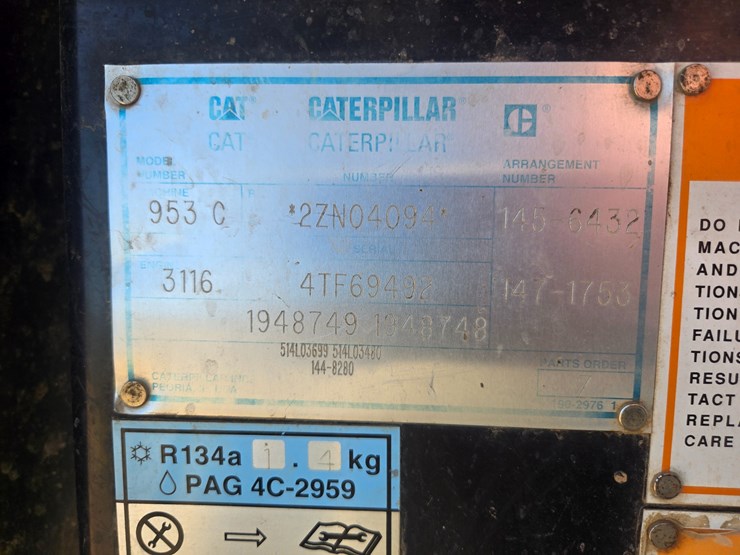 CAT CATERPILLAR
CAT CATERPILLAR
MODEL NUMBER
NUMBER
ARRANGEMENT NUMBER
953 C *2ZN04094* 145-6432
SERIAL
3116 4TF69492 147-1753
1948749 1948748
514L03699 514L03480
144-8280
PARTS ORDER
PEORIA
R134a 1.4 kg
PAG 4C-2959
DO
MAC
AND
TION
TION
FAILU
TIONS
RESU
TACT
REPL
CARE